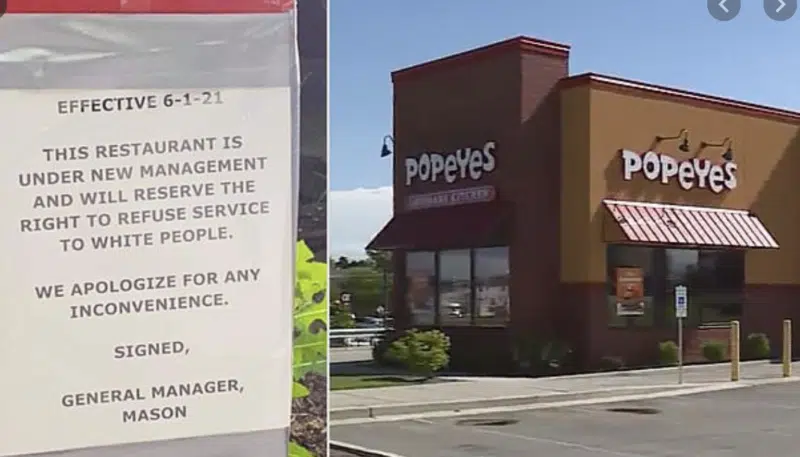 EFFECTIVE 6-1-21
THIS RESTAURANT IS
UNDER NEW MANAGEMENT
AND WILL RESERVE THE
RIGHT TO REFUSE SERVICE
TO WHITE PEOPLE.
WE APOLOGIZE FOR ANY
INCONVENIENCE.
SIGNED,
GENERAL MANAGER,
MASON
POPEYES
LOUISIANA KITCHEN
POPEYES